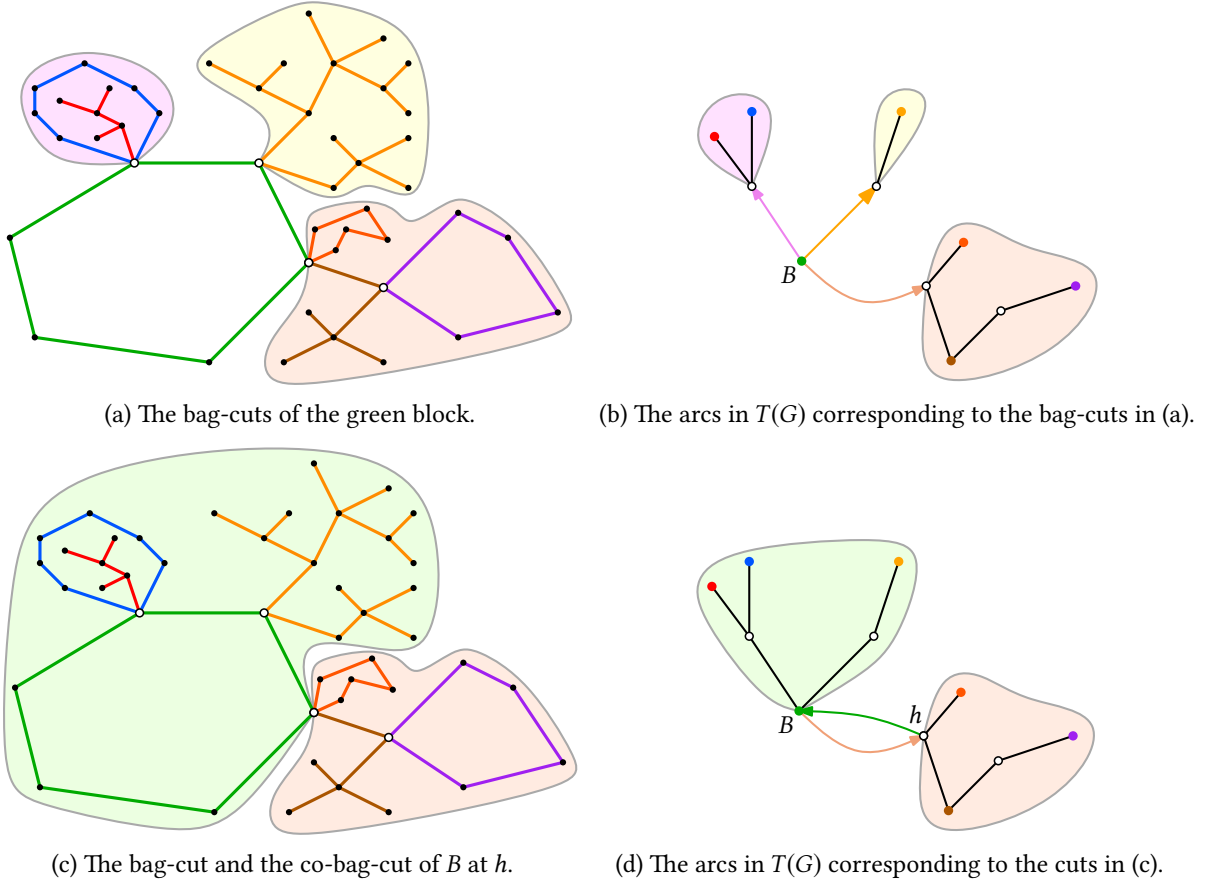 B
(a) The bag-cuts of the green block.
(b) The arcs in T(G) corresponding to the bag-cuts in (a).
h
B
(c) The bag-cut and the co-bag-cut of B at h.
(d) The arcs in T(G) corresponding to the cuts in (c).